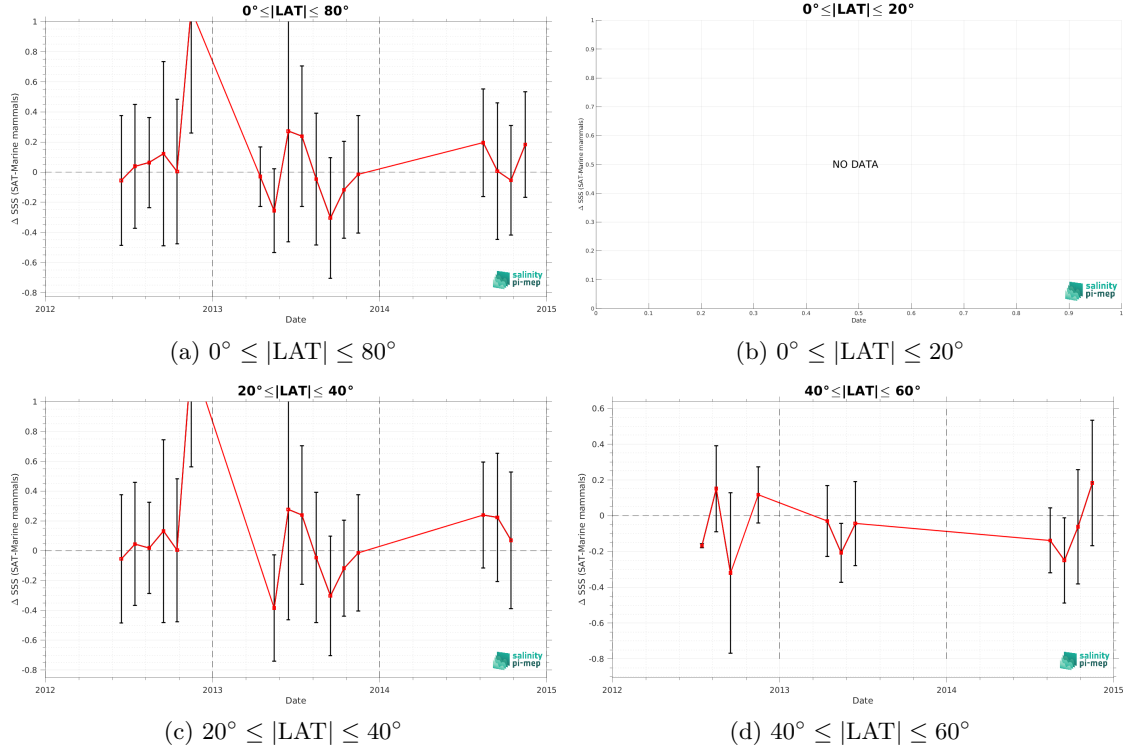 0°≤|LAT|≤ 80°
1
0.8
0.6
0.4
0.2
0
-0.2
-0.4
-0.6
-0.8
Δ SSS (SAT-Marine mammals)
2012
2013
2014
2015
Date
salinity
pi-mep
(a) 0° ≤ |LAT| ≤ 80°
0°≤|LAT|≤ 20°
1
0.9
0.8
0.7
0.6
0.5
0.4
0.3
0.2
0.1
0
Δ SSS (SAT-Marine mammals)
NO DATA
0
0.1
0.2
0.3
0.4
0.5
0.6
0.7
0.8
0.9
1
Date
salinity
pi-mep
(b) 0° ≤ |LAT| ≤ 20°
20°≤|LAT|≤ 40°
1
0.8
0.6
0.4
0.2
0
-0.2
-0.4
-0.6
-0.8
Δ SSS (SAT-Marine mammals)
2012
2013
2014
2015
Date
salinity
pi-mep
(c) 20° ≤ |LAT| ≤ 40°
40°≤|LAT|≤ 60°
0.6
0.4
0.2
0
-0.2
-0.4
-0.6
-0.8
Δ SSS (SAT-Marine mammals)
2012
2013
2014
2015
Date
salinity
pi-mep
(d) 40° ≤ |LAT| ≤ 60°